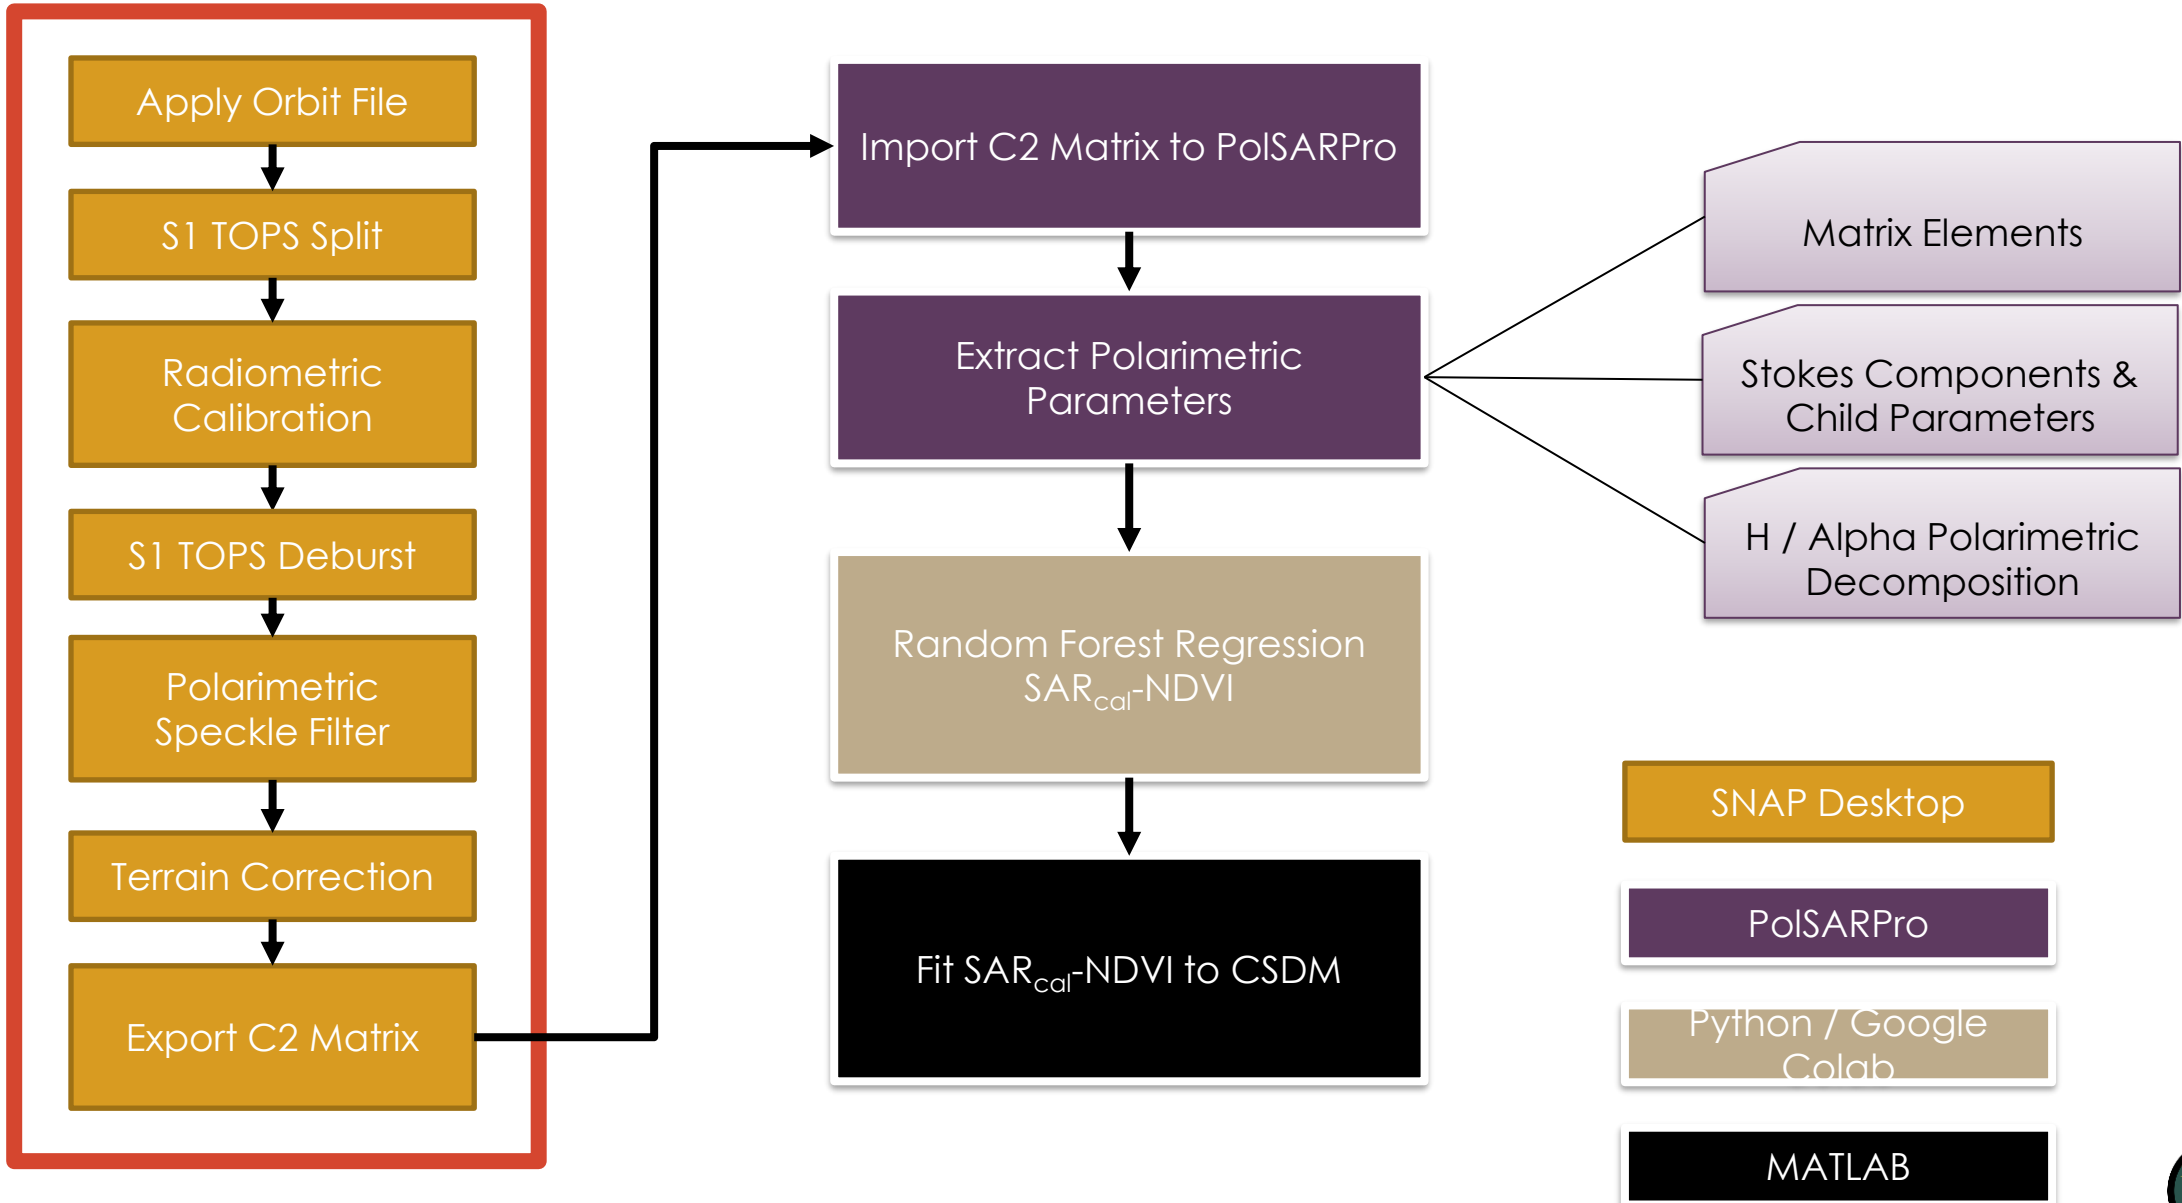 Apply Orbit File
S1 TOPS Split
Radiometric
Calibration
S1 TOPS Deburst
Polarimetric
Speckle Filter
Terrain Correction
Export C2 Matrix
Import C2 Matrix to PolSARPro
Extract Polarimetric
Parameters
Random Forest Regression
SARcal-NDVI
Fit SARcal-NDVI to CSDM
Matrix Elements
Stokes Components &
Child Parameters
H / Alpha Polarimetric
Decomposition
SNAP Desktop
PolSARPro
Python / Google
Colab
MATLAB